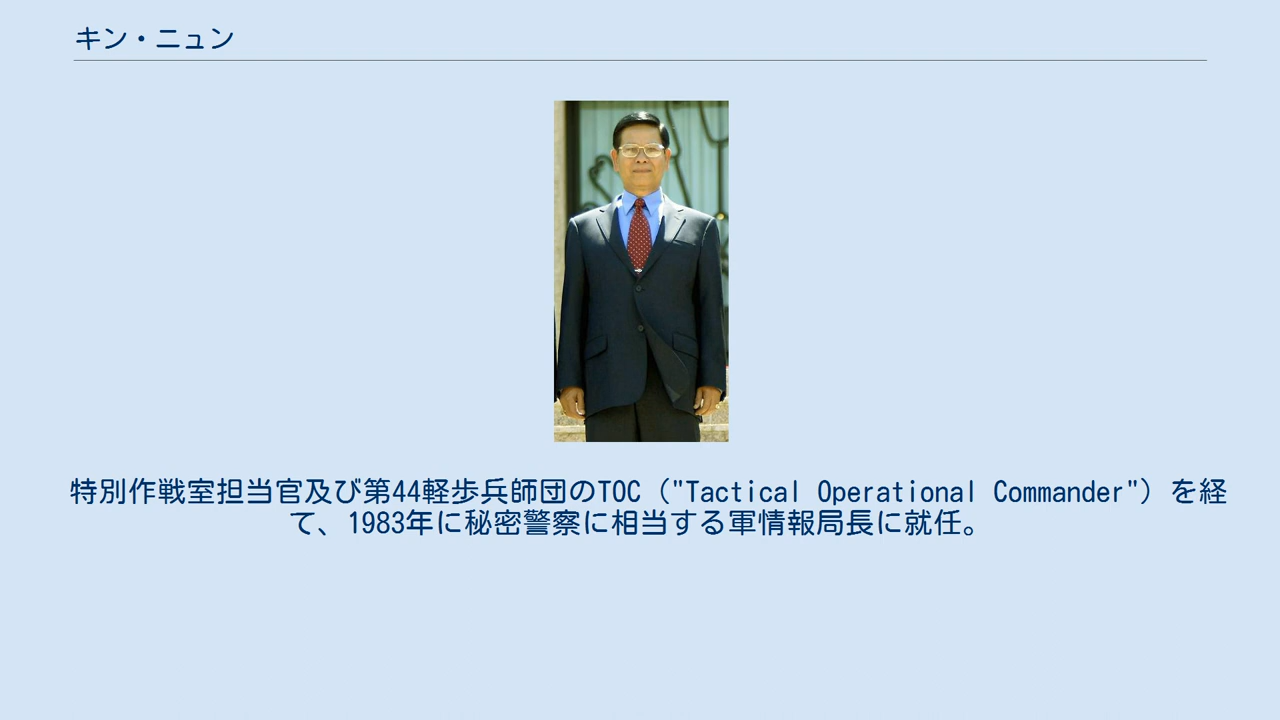 キン・ニュン
特別作戦室担当官及び第44軽歩兵師団のTOC（"Tactical Operational Commander"）を経
て、1983年に秘密警察に相当する軍情報局長に就任。